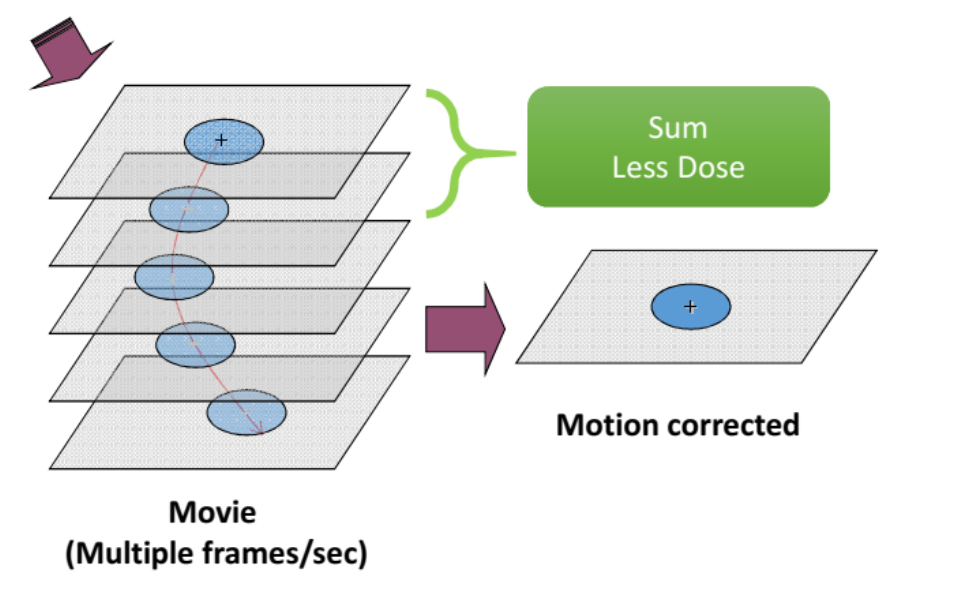 Sum
Less Dose
Motion corrected
Movie
(Multiple frames/sec)